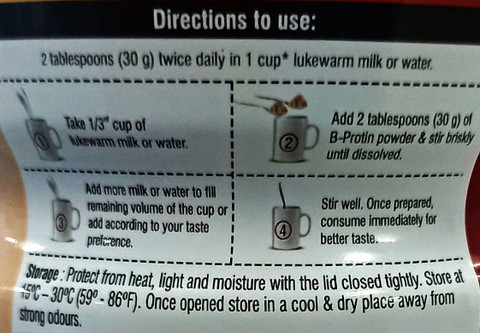 Directions to use:
2 tablespoons (30 g) twice daily in 1 cup* lukewarm milk or water.
1
Take 1/3rd cup of
lukewarm milk or water.
2
Add 2 tablespoons (30 g) of
B-Protin powder & stir briskly
until dissolved.
3
Add more milk or water to fill
remaining volume of the cup or
add according to your taste
preference.
4
Stir well. Once prepared,
consume immediately for
better taste.
Storage : Protect from heat, light and moisture with the lid closed tightly. Store at
15ºC – 30ºC (59º - 86ºF). Once opened store in a cool & dry place away from
strong odours.